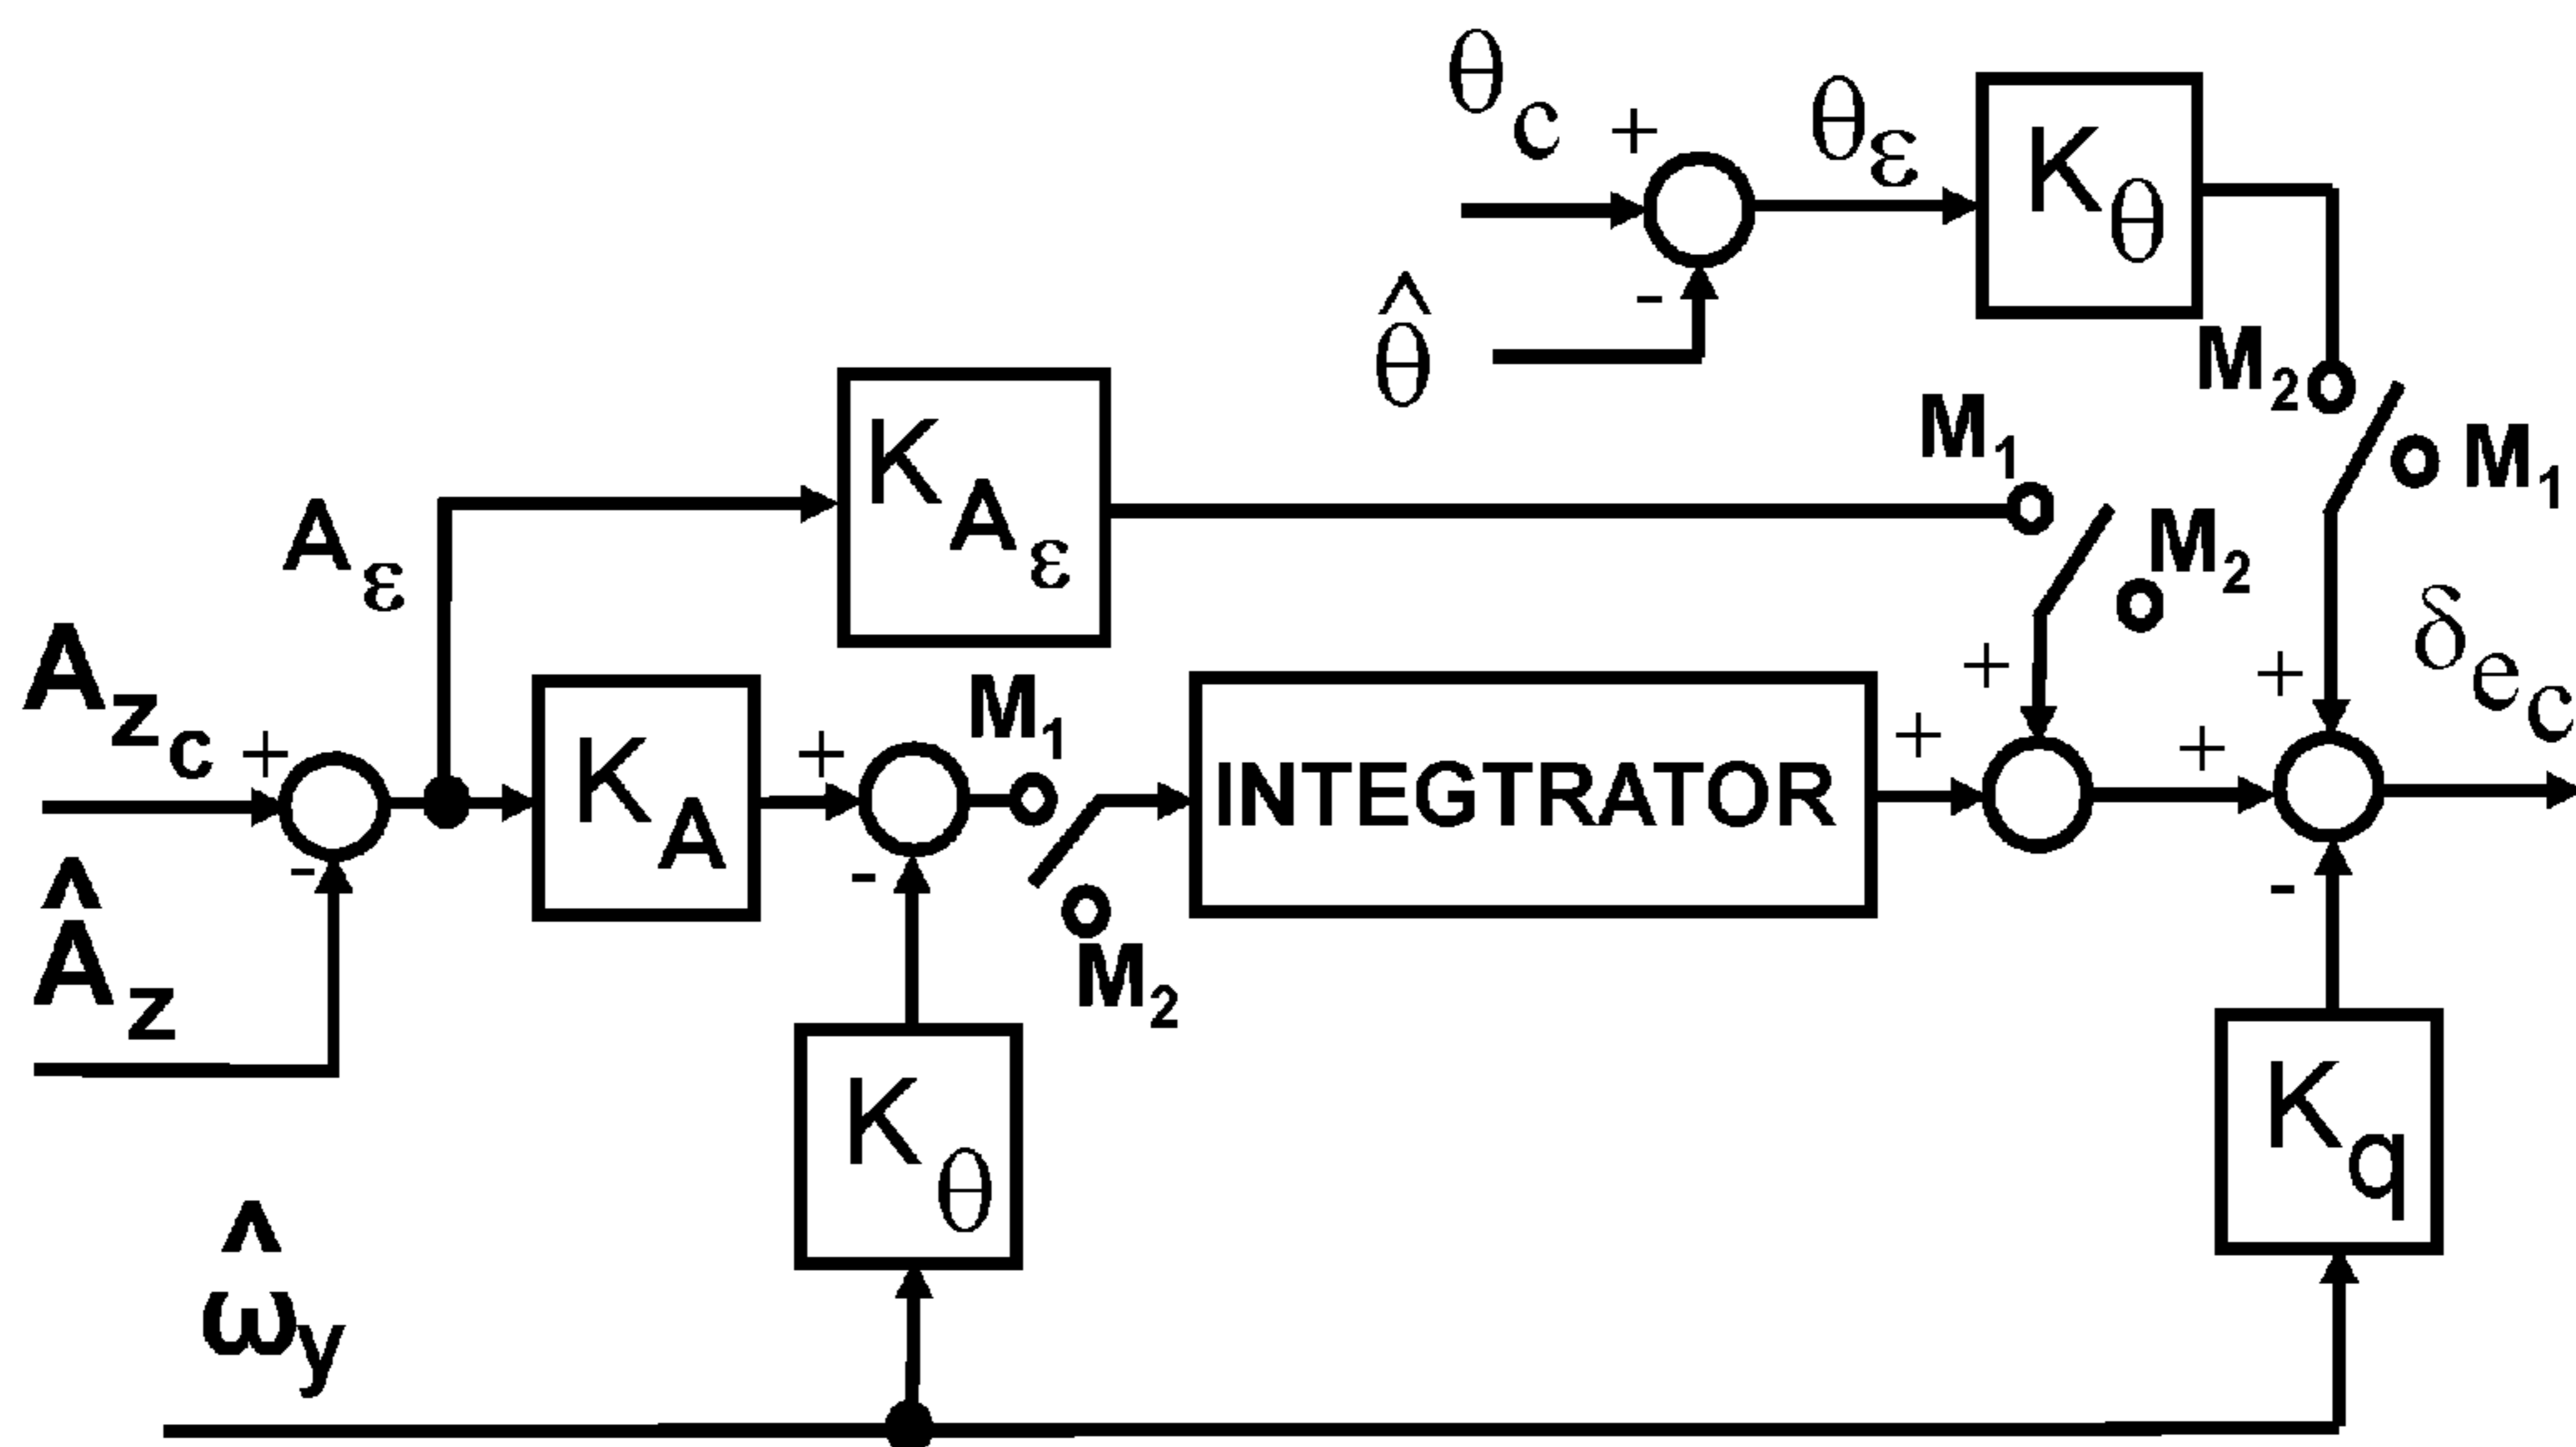 θc +
θε
Kθ
-
θ̂
M2
M1
M1
KAε
Aε
M2
Azc +
KA
+
M1
INTEGTRATOR
+
+
+
+
δec
-
Âz
-
M2
-
Kθ
Kq
ω̂y